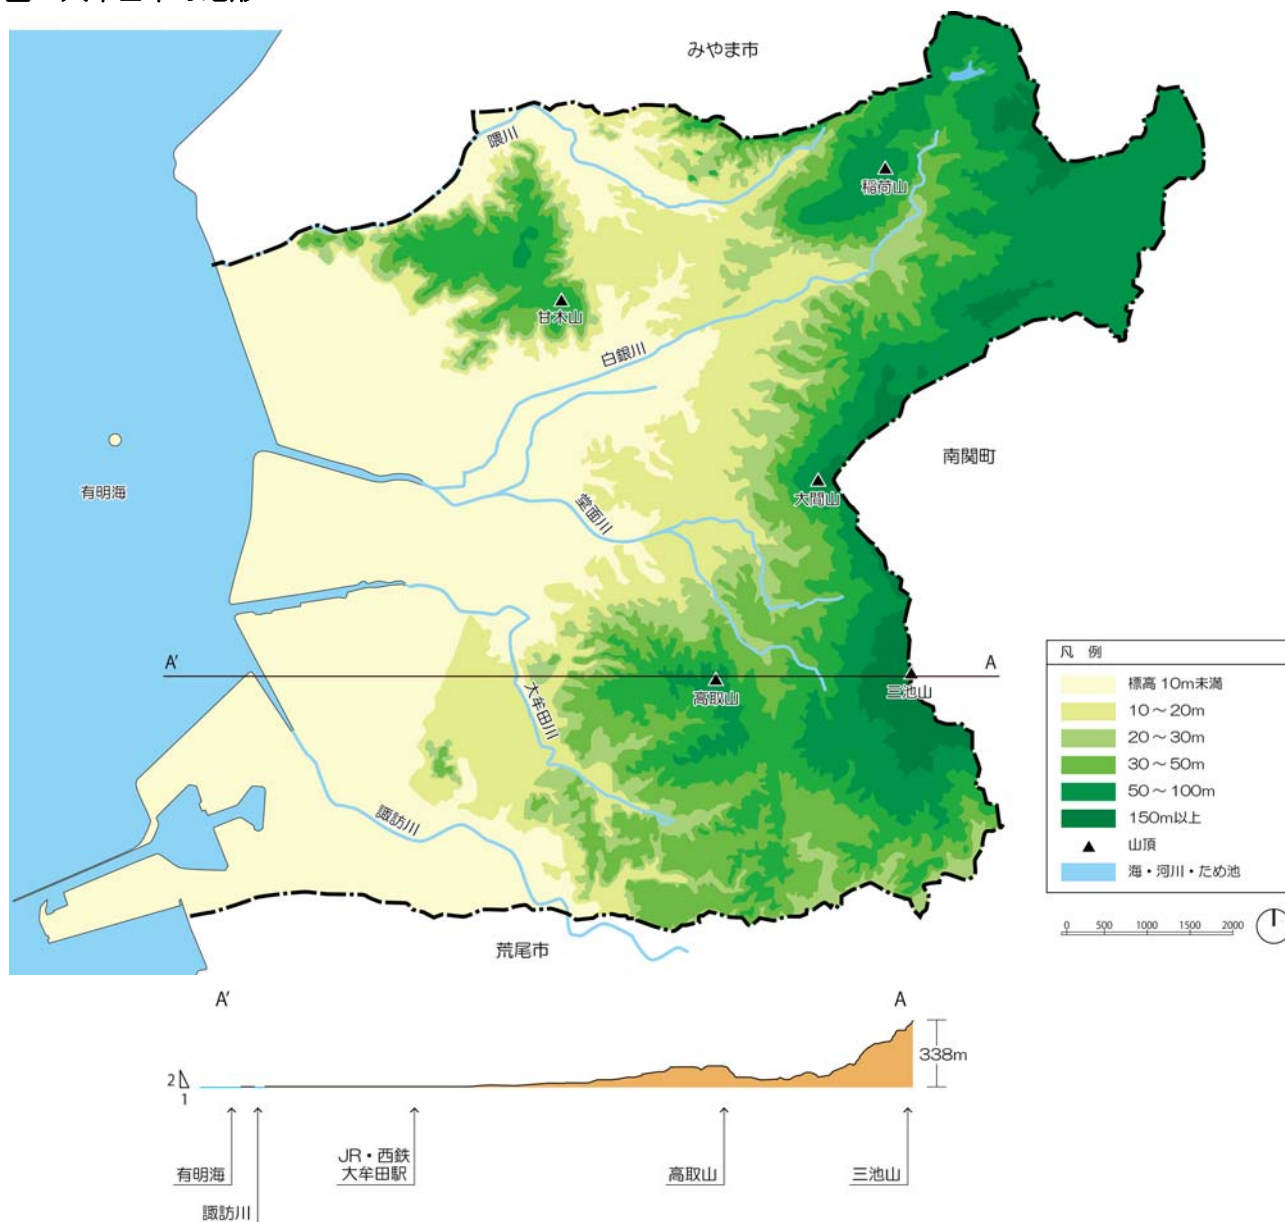 みやま市
隈川
稲荷山
甘木山
白銀川
南関町
有明海
大間山
堂面川
A'
A
高取山
三池山
大牟田川
諏訪川
荒尾市
凡 例
標高 10m未満
10～20m
20～30m
30～50m
50～100m
150m以上
山頂
海・河川・ため池
0 500 1000 1500 2000
A'
A
338m
2
1
有明海
諏訪川
JR・西鉄
大牟田駅
高取山
三池山